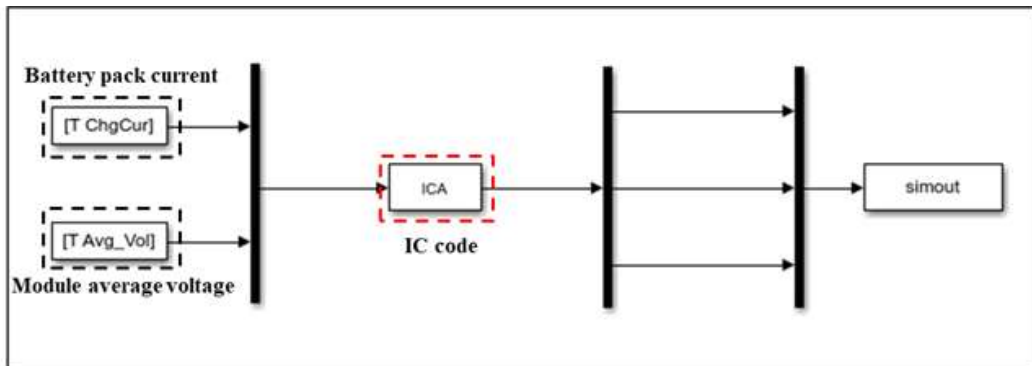 Battery pack current
[T ChgCur]
ICA
simout
[T Avg_Vol]
IC code
Module average voltage